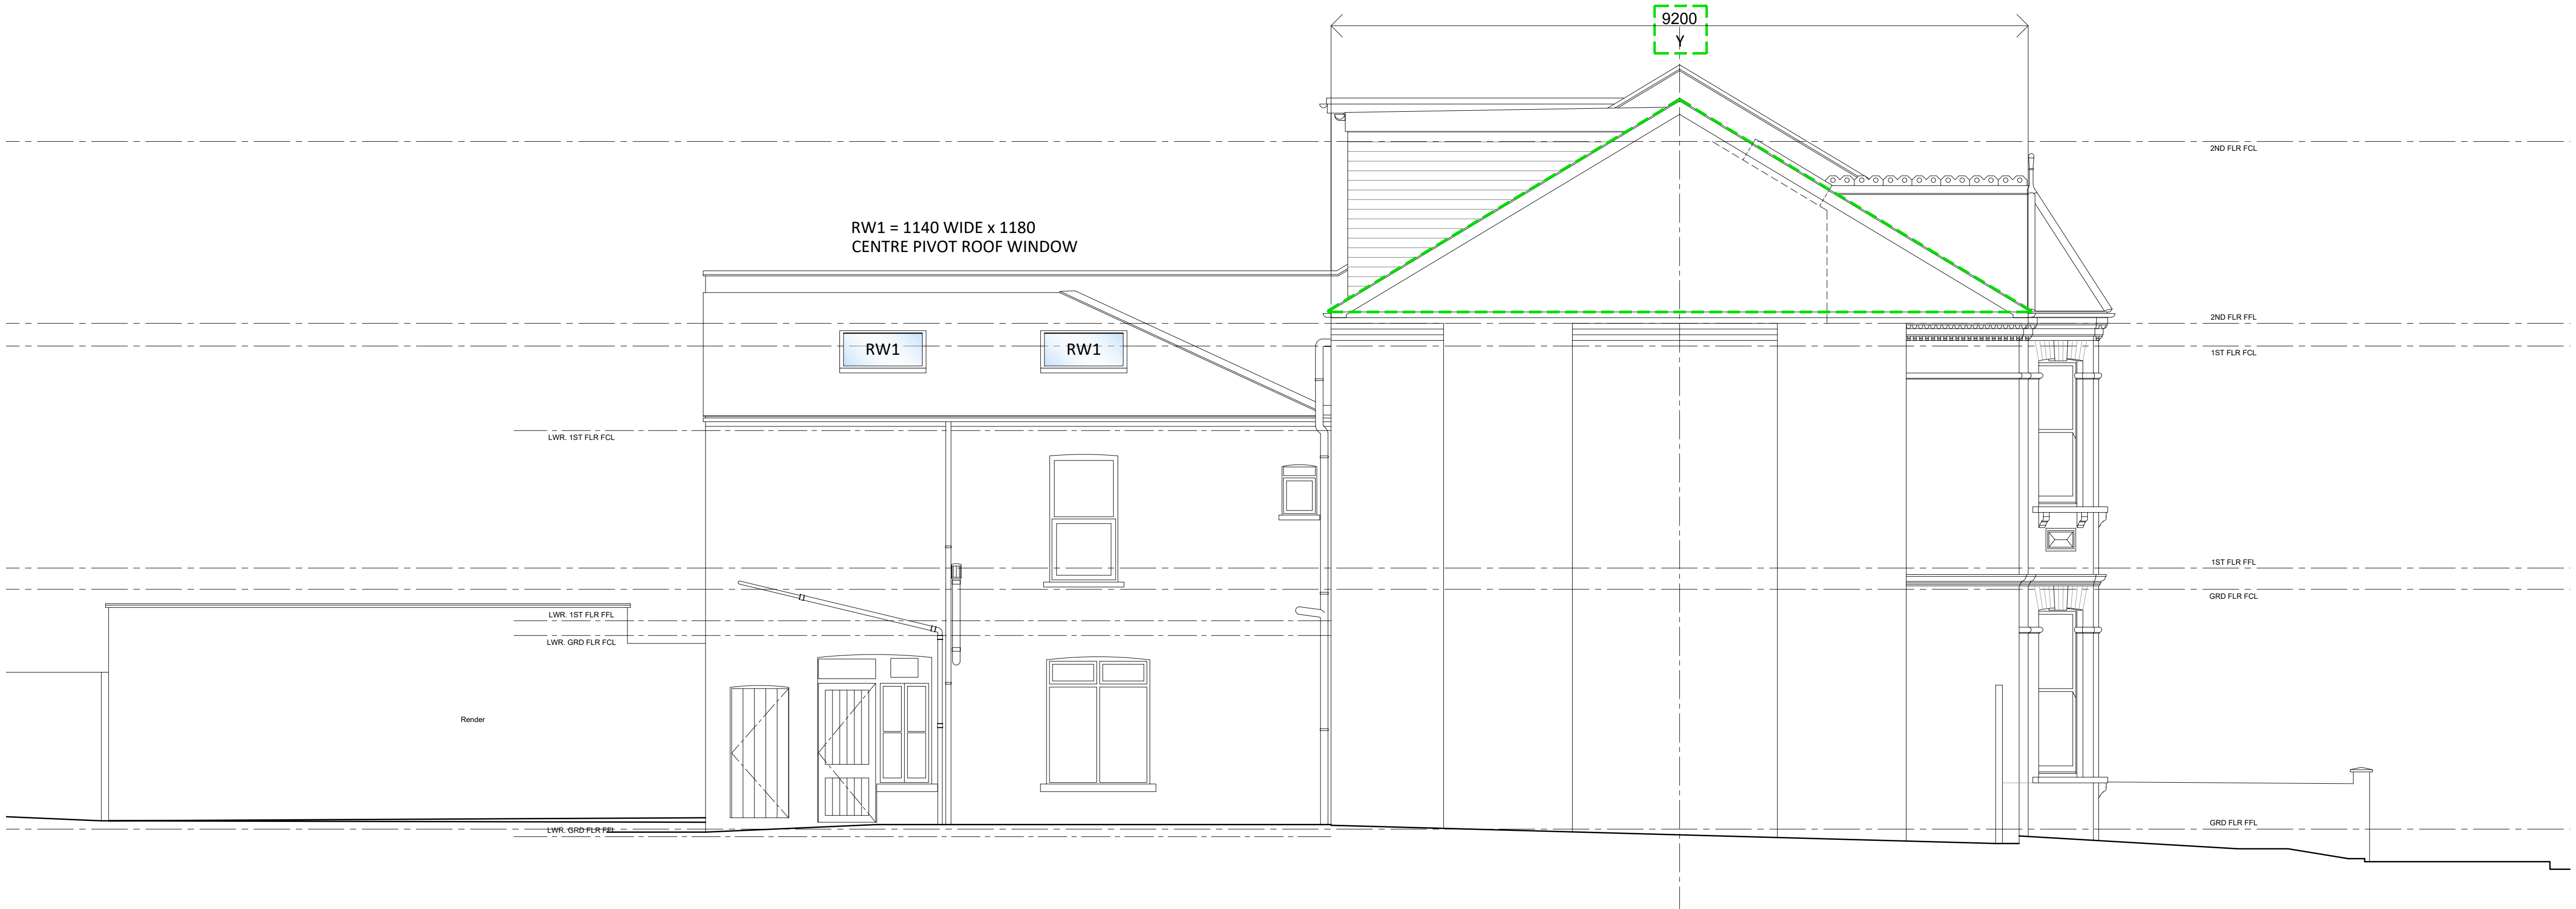 9200
Y
2ND FLR FCL
RW1 = 1140 WIDE x 1180
CENTRE PIVOT ROOF WINDOW
2ND FLR FFL
RW1
RW1
1ST FLR FCL
LWR. 1ST FLR FCL
1ST FLR FFL
GRD FLR FCL
LWR. 1ST FLR FFL
LWR. GRD FLR FCL
Render
GRD FLR FFL
LWR. GRD FLR FFL